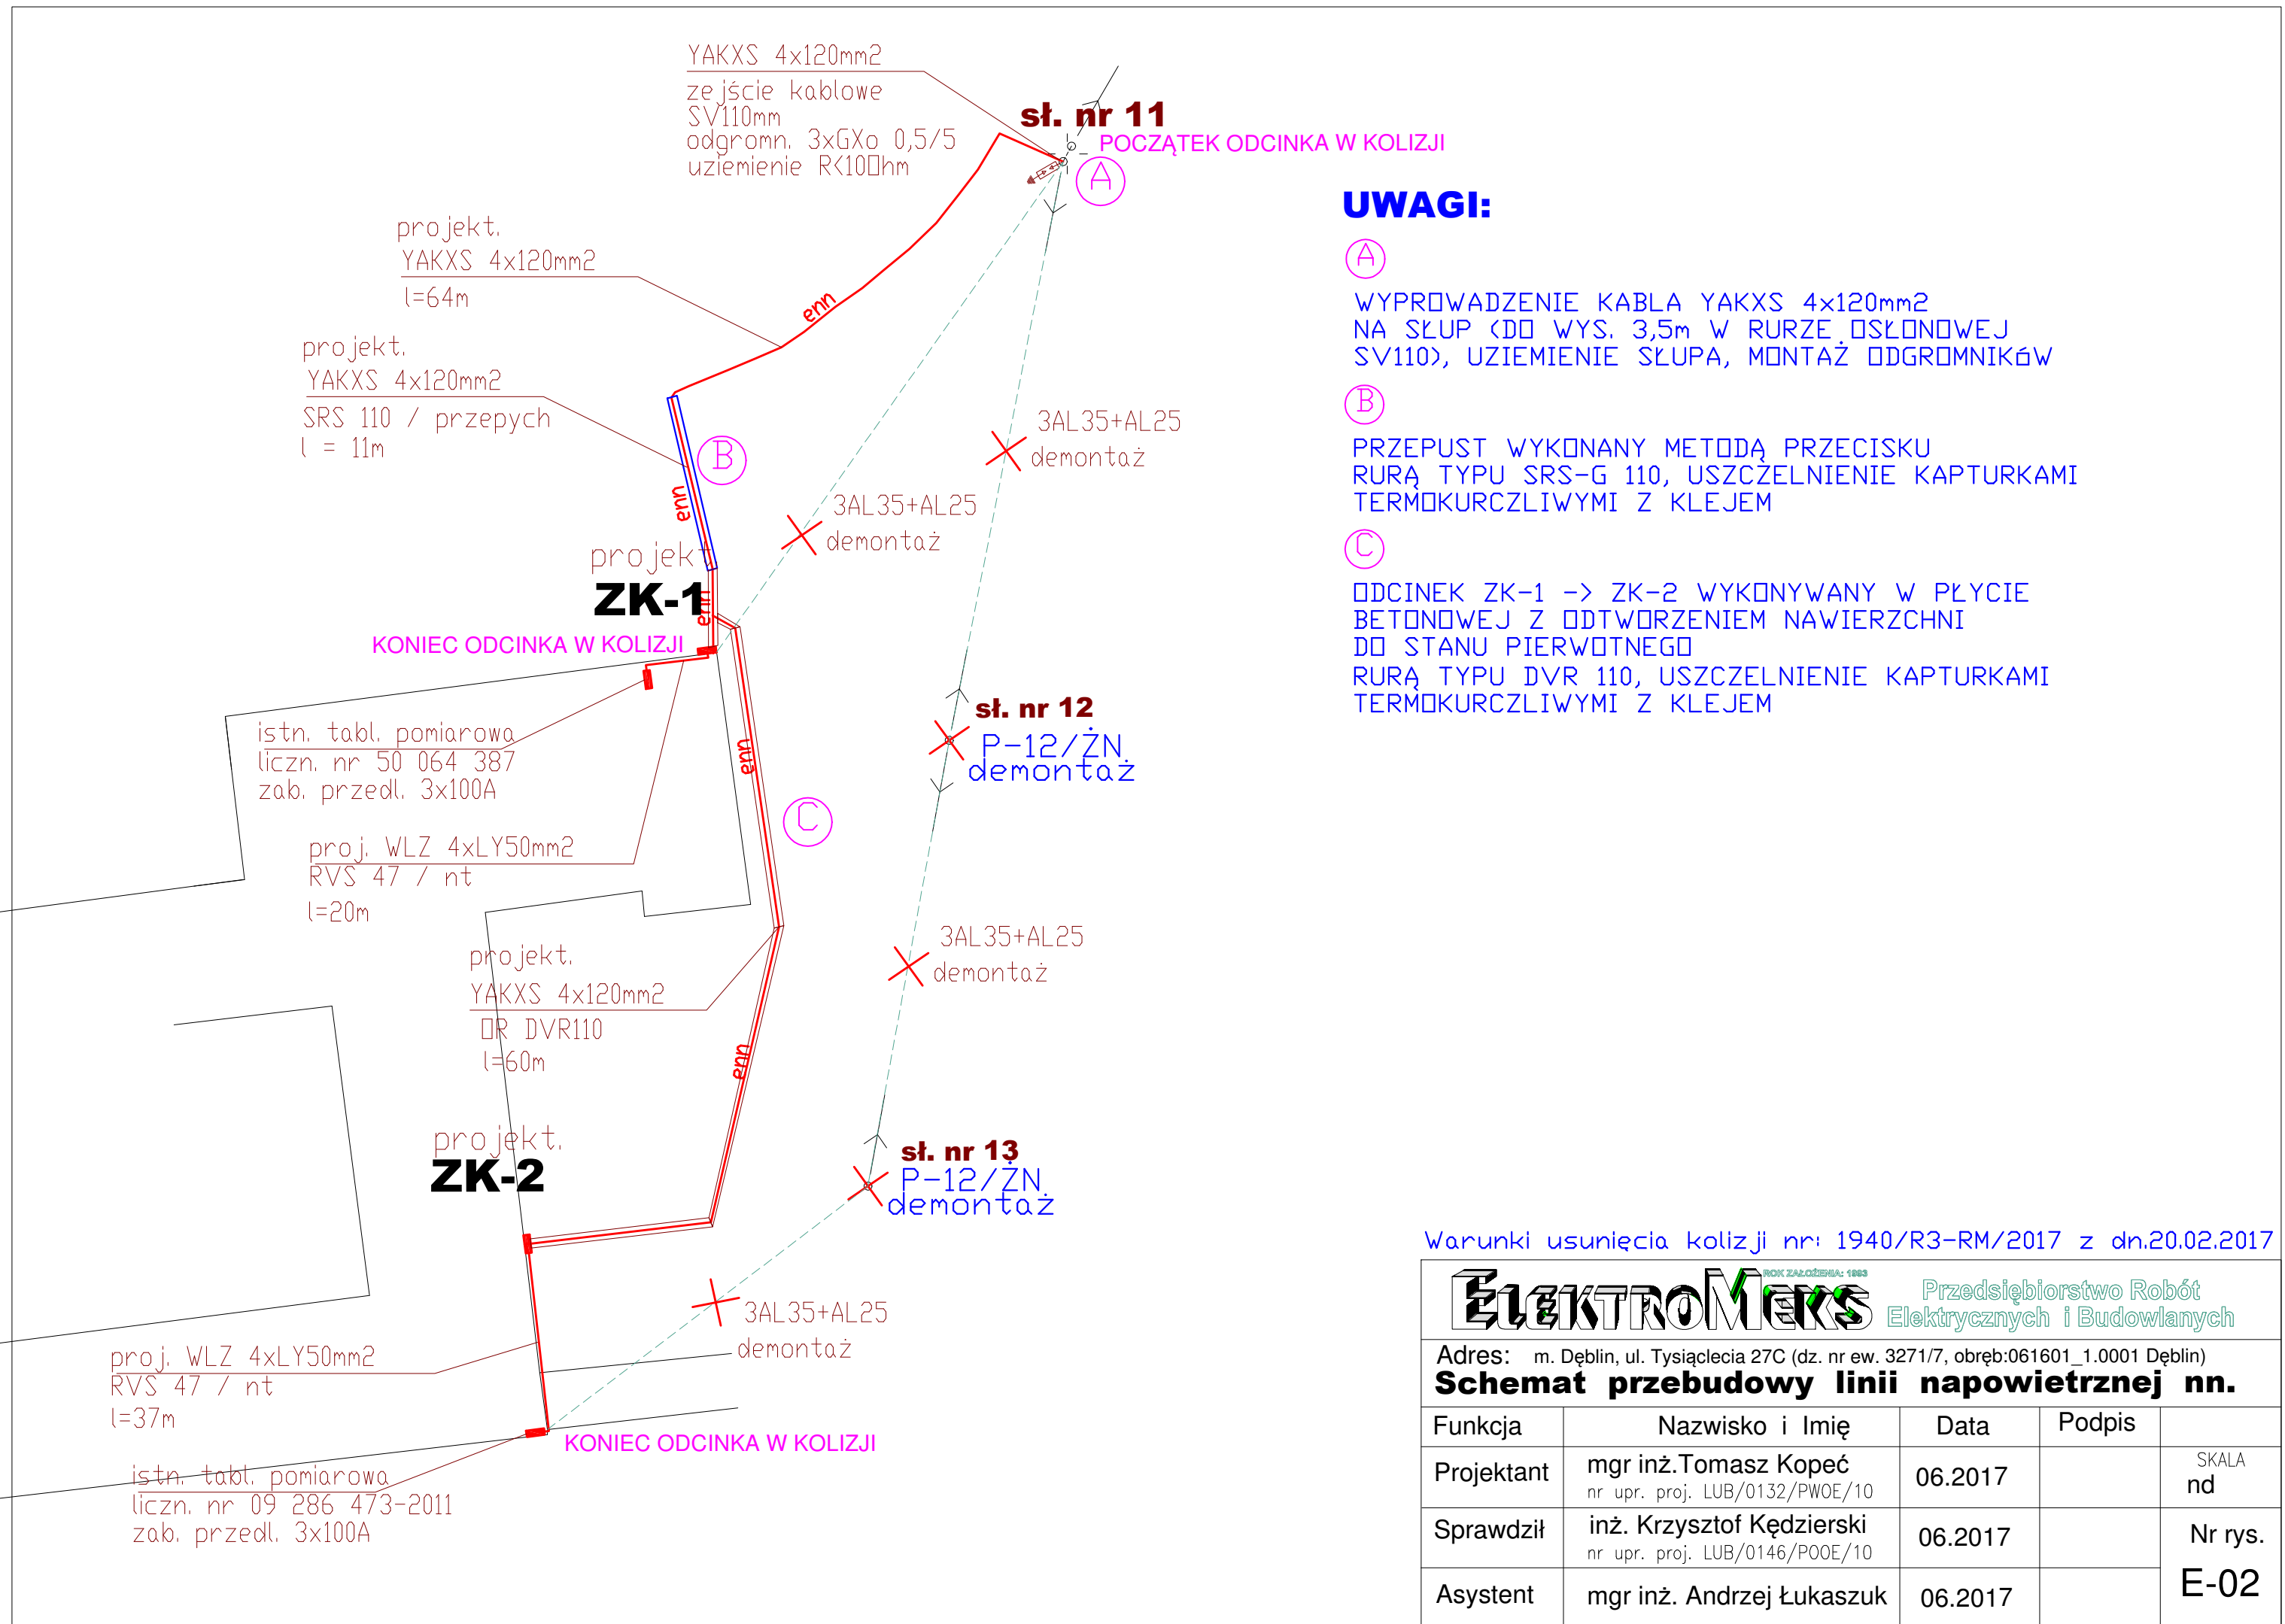 YAKXS 4x120mm2
zejście kablowe
SV110mm
odgromn. 3xGXo 0,5/5
uziemienie R<10Ohm
sł. nr 11
POCZĄTEK ODCINKA W KOLIZJI
A
projekt.
YAKXS 4x120mm2
l=64m
enn
projekt.
YAKXS 4x120mm2
SRS 110 / przepych
l = 11m
B
enn
3AL35+AL25
demontaż
3AL35+AL25
demontaż
projekt
ZK-1
enn
KONIEC ODCINKA W KOLIZJI
istn. tabl. pomiarowa
liczn. nr 50 064 387
zab. przedl. 3x100A
enn
sł. nr 12
P-12/ŻN.
demontaż
C
proj. WLZ 4xLY50mm2
RVS 47 / nt
l=20m
3AL35+AL25
demontaż
projekt.
YAKXS 4x120mm2
OR DVR110
l=60m
enn
projekt.
ZK-2
sł. nr 13
P-12/ŻN.
demontaż
3AL35+AL25
demontaż
proj. WLZ 4xLY50mm2
RVS 47 / nt
l=37m
KONIEC ODCINKA W KOLIZJI
istn. tabl. pomiarowa
liczn. nr 09 286 473-2011
zab. przedl. 3x100A
UWAGI:
A
WYPROWADZENIE KABLA YAKXS 4x120mm2
NA SŁUP (DO WYS. 3,5m W RURZE OSŁONOWEJ
SV110), UZIEMIENIE SŁUPA, MONTAŻ ODGROMNIKóW
B
PRZEPUST WYKONANY METODĄ PRZECISKU
RURĄ TYPU SRS-G 110, USZCZELNIENIE KAPTURKAMI
TERMOKURCZLIWYMI Z KLEJEM
C
ODCINEK ZK-1 -> ZK-2 WYKONYWANY W PŁYCIE
BETONOWEJ Z ODTWORZENIEM NAWIERZCHNI
DO STANU PIERWOTNEGO
RURĄ TYPU DVR 110, USZCZELNIENIE KAPTURKAMI
TERMOKURCZLIWYMI Z KLEJEM
Warunki usunięcia kolizji nr: 1940/R3-RM/2017 z dn.20.02.2017
ELEKTROMEKS
ROK ZAŁOŻENIA: 1993
Przedsiębiorstwo Robót
Elektrycznych i Budowlanych
Adres: m. Dęblin, ul. Tysiąclecia 27C (dz. nr ew. 3271/7, obręb:061601_1.0001 Dęblin)
Schemat przebudowy linii napowietrznej nn.
Funkcja Nazwisko i Imię Data Podpis
Projektant mgr inż.Tomasz Kopeć 06.2017
nr upr. proj. LUB/0132/PWOE/10
SKALA
nd
Sprawdził inż. Krzysztof Kędzierski 06.2017
nr upr. proj. LUB/0146/POOE/10
Nr rys.
E-02
Asystent mgr inż. Andrzej Łukaszuk 06.2017